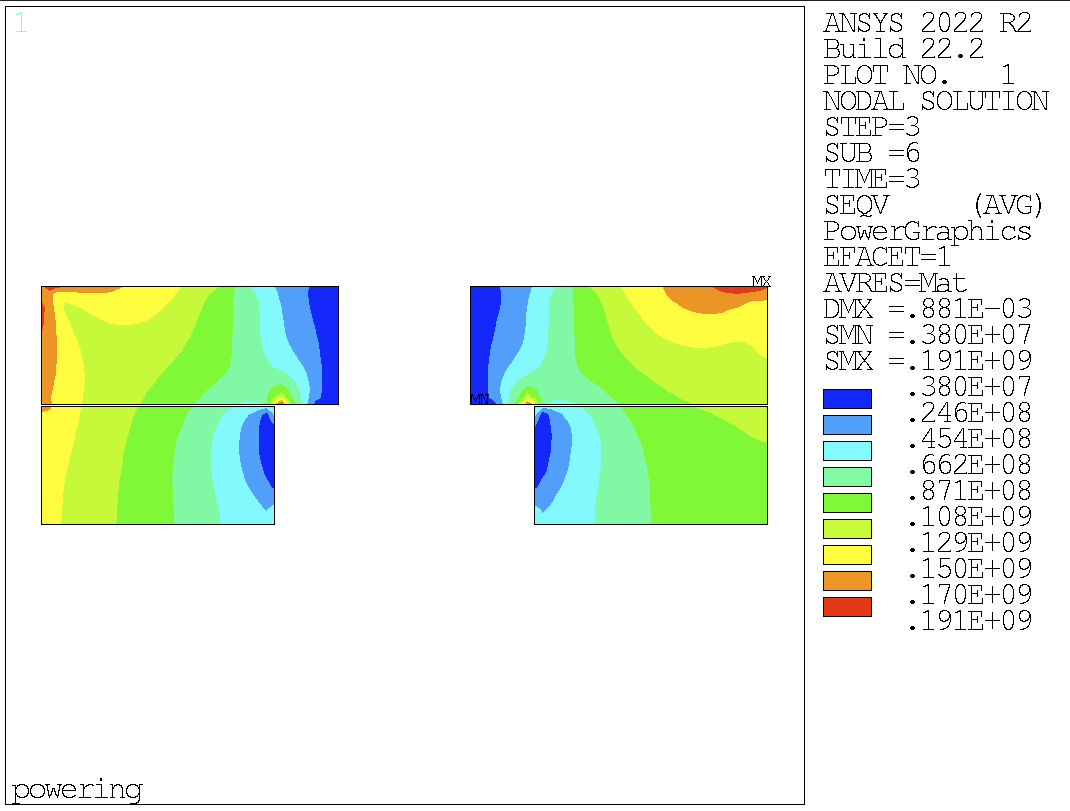 1
ANSYS 2022 R2
Build 22.2
PLOT NO. 1
NODAL SOLUTION
STEP=3
SUB =6
TIME=3
SEQV (AVG)
PowerGraphics
EFACET=1
AVRES=Mat
DMX =.881E-03
SMN =.380E+07
SMX =.191E+09
.380E+07
.246E+08
.454E+08
.662E+08
.871E+08
.108E+09
.129E+09
.150E+09
.170E+09
.191E+09
MX
MN
powering